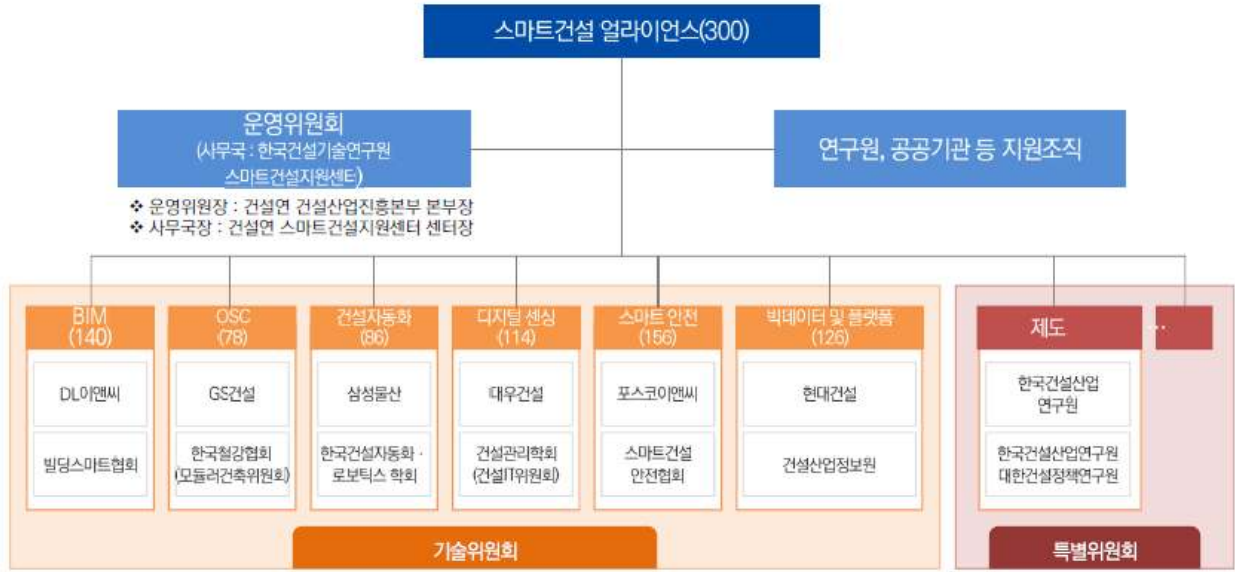 스마트건설 얼라이언스(300)
운영위원회
(사무국 : 한국건설기술연구원
스마트건설지원센터)
연구원, 공공기관 등 지원조직
❖ 운영위원장 : 건설연 건설산업진흥본부 본부장
❖ 사무국장 : 건설연 스마트건설지원센터 센터장
BIM
(140)
DL이앤씨
빌딩스마트협회
OSC
(78)
GS건설
한국철강협회
(모듈러건축위원회)
건설자동화
(86)
삼성물산
한국건설자동화 ·
로보틱스 학회
디지털 센싱
(114)
대우건설
건설관리학회
(건설IT위원회)
스마트 안전
(156)
포스코이앤씨
스마트건설
안전협회
빅데이터 및 플랫폼
(126)
현대건설
건설산업정보원
기술위원회
제도
한국건설산업
연구원
한국건설산업연구원
대한건설정책연구원
...
특별위원회